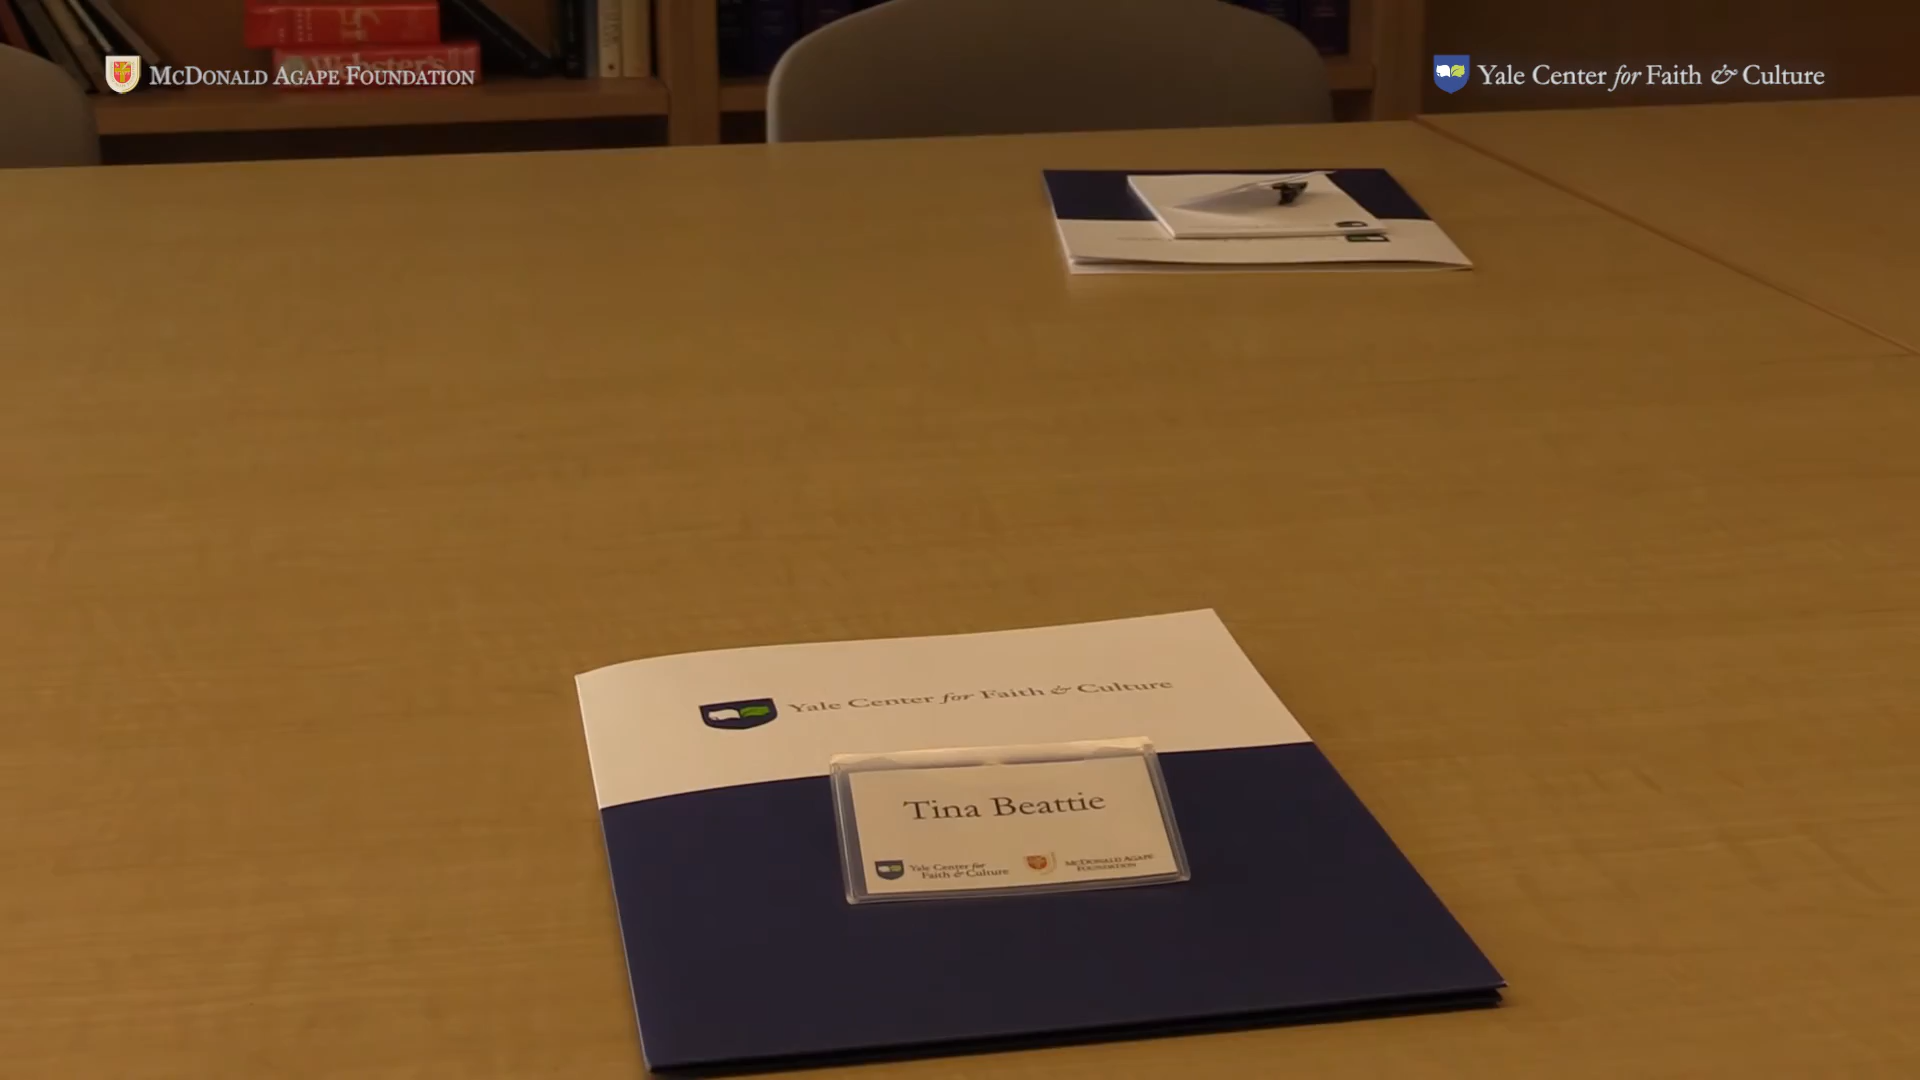 McDonald Agape Foundation
Yale Center for Faith & Culture
Webster's
Yale Center for Faith & Culture
Tina Beattie
Yale Center for
Faith & Culture
McDonald Agape
Foundation